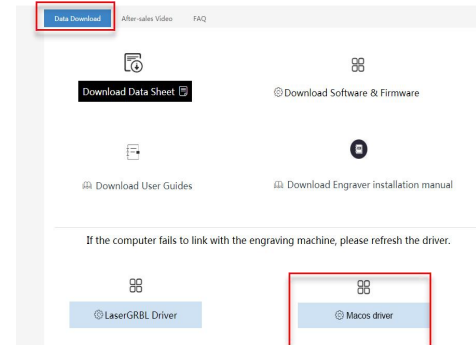 Data Download After-sales Video FAQ
Download Data Sheet
Download Software & Firmware
Download User Guides
Download Engraver installation manual
If the computer fails to link with the engraving machine, please refresh the driver.
LaserGRBL Driver
Macos driver